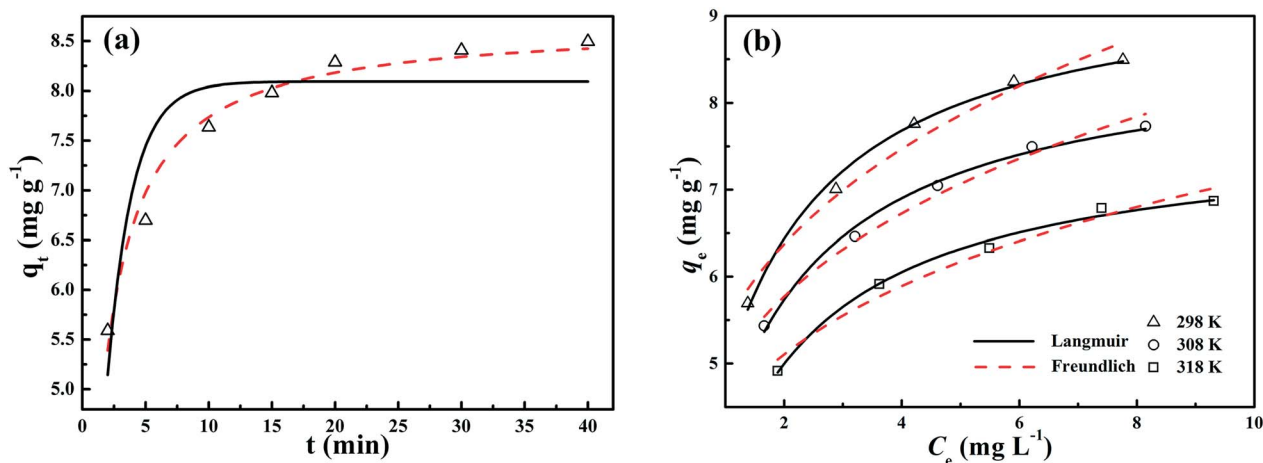 (a)
8.5
8.0
7.5
7.0
6.5
6.0
5.5
5.0
q_t (mg g⁻¹)
0 5 10 15 20 25 30 35 40
t (min)
(b)
9
8
7
6
5
q_e (mg g⁻¹)
Langmuir
Freundlich
298 K
308 K
318 K
2 4 6 8 10
C_e (mg L⁻¹)